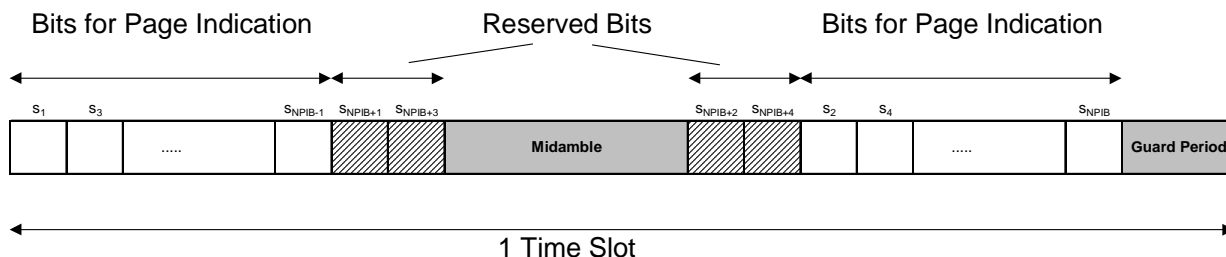 Bits for Page Indication Reserved Bits Bits for Page Indication
s1 s3 sNPIB-1 sNPIB+1 sNPIB+3 sNPIB+2 sNPIB+4 s2 s4 sNPIB
..... Midamble ..... Guard Period
1 Time Slot